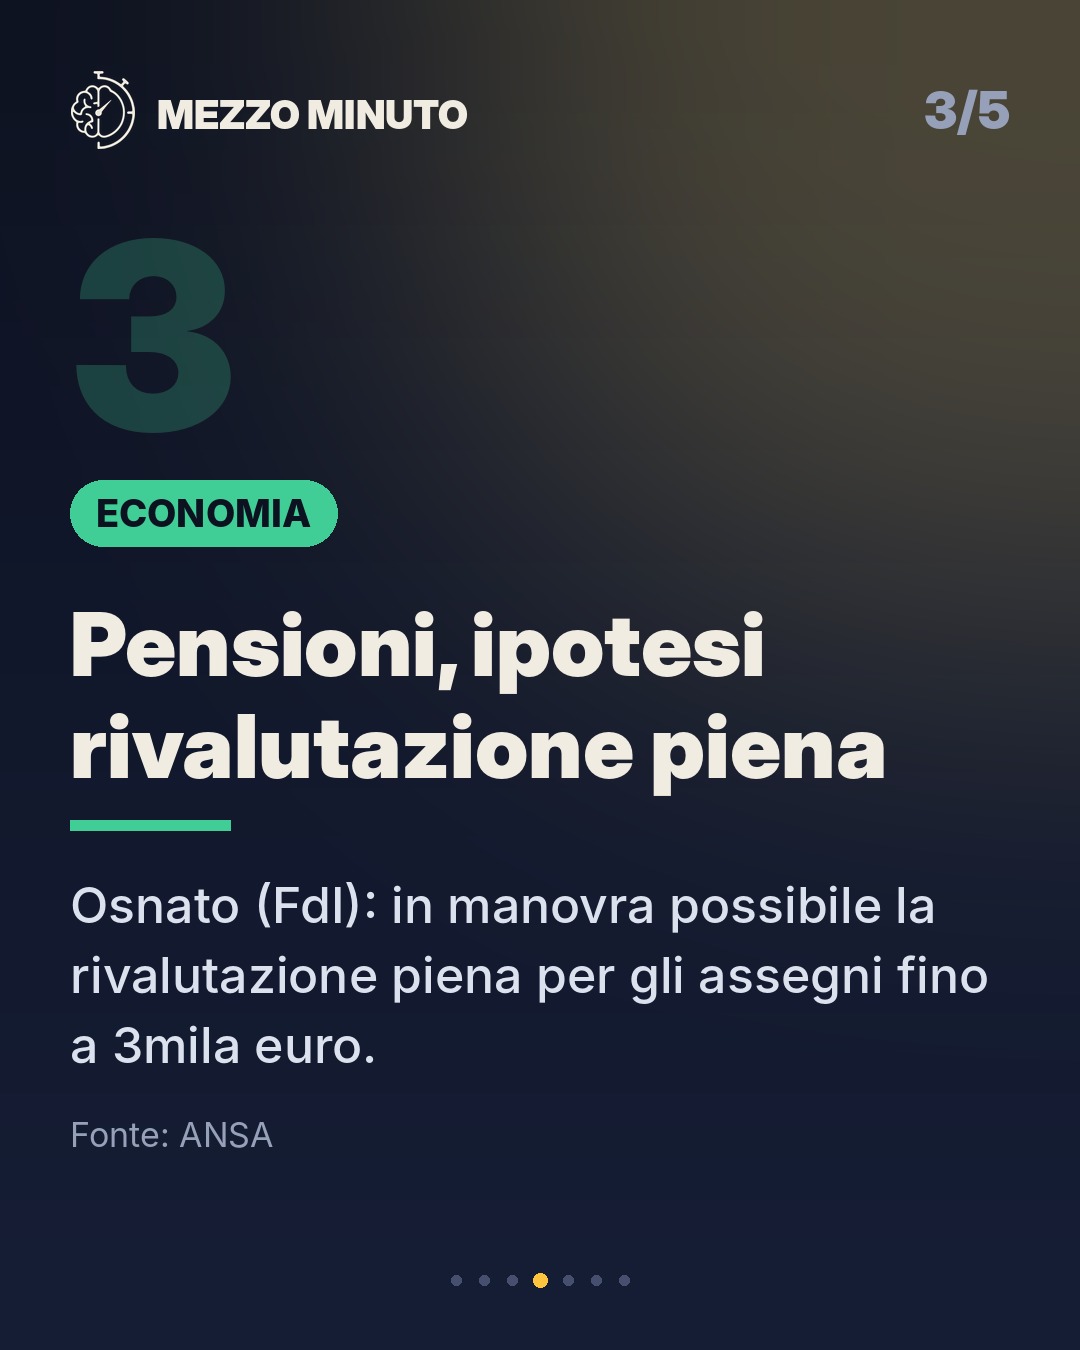 MEZZO MINUTO
3/5
3
ECONOMIA
Pensioni, ipotesi
rivalutazione piena
Osnato (FdI): in manovra possibile la
rivalutazione piena per gli assegni fino
a 3mila euro.
Fonte: ANSA